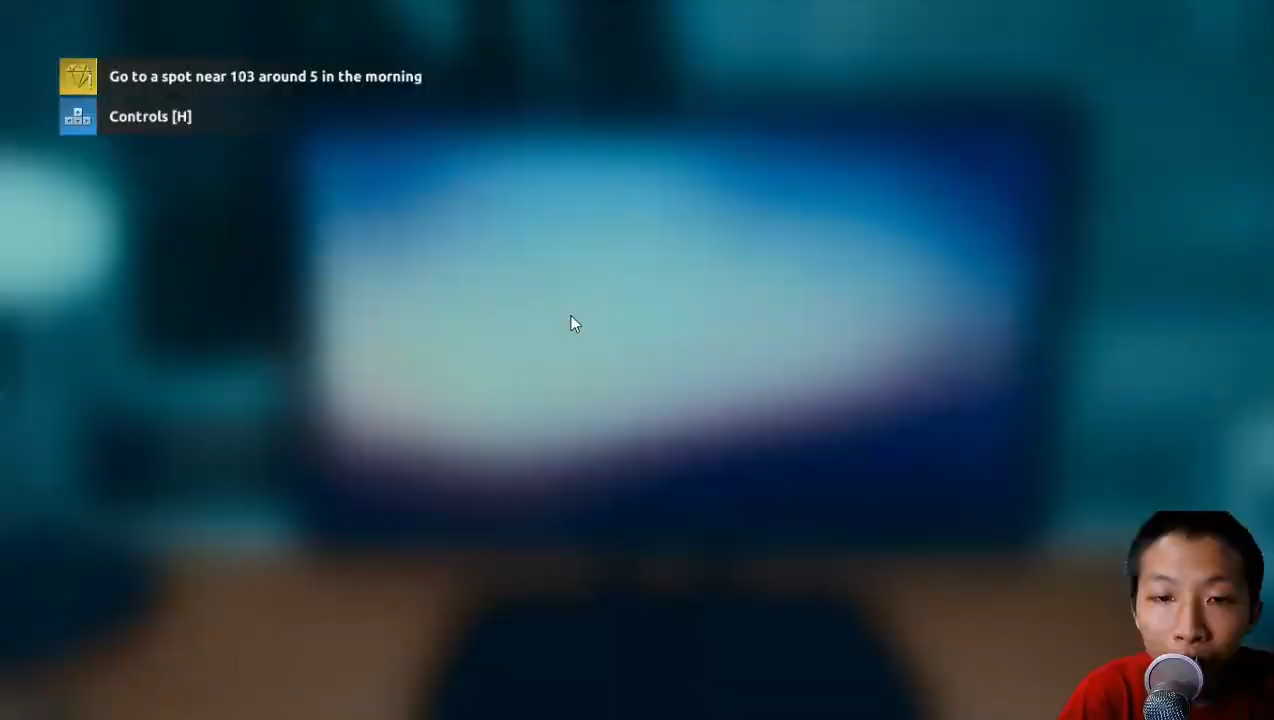 Go to a spot near 103 around 5 in the morning
Controls [H]